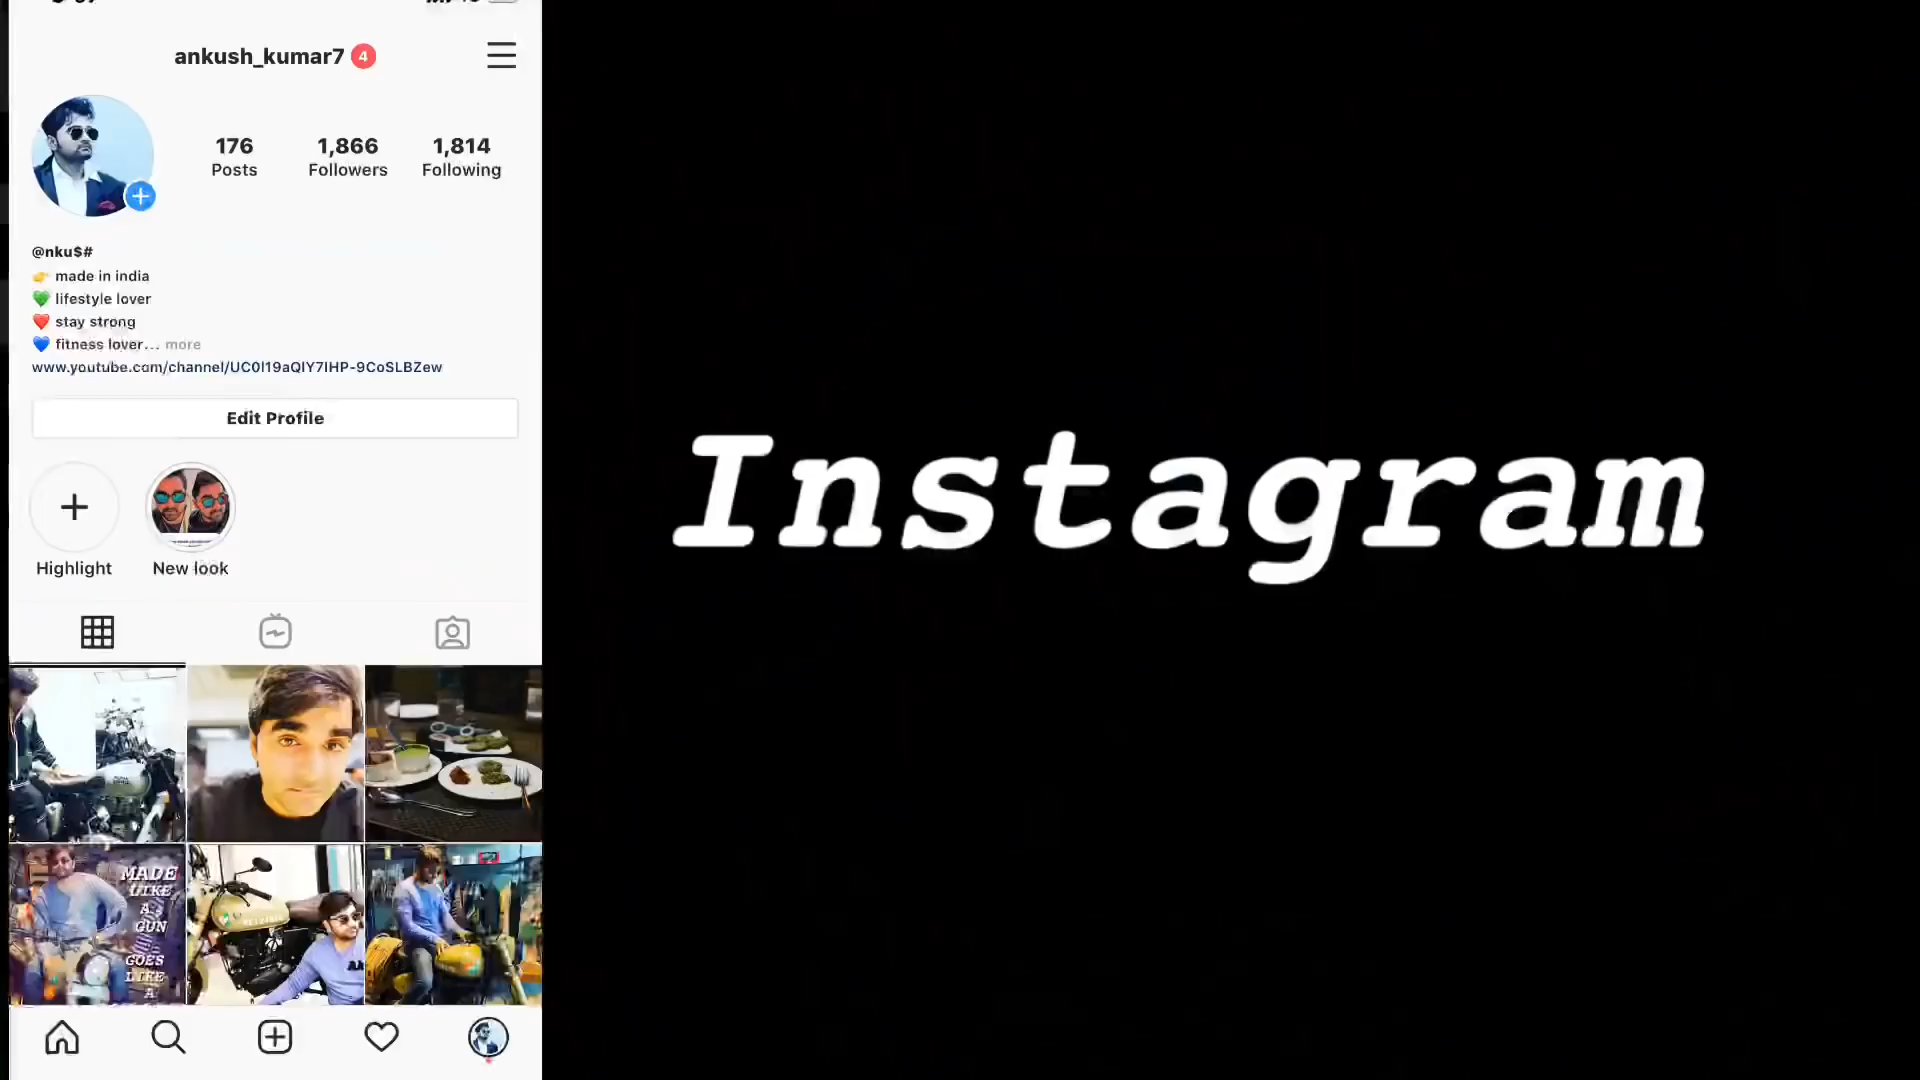 ankush_kumar7 4
176
Posts
1,866
Followers
1,814
Following
@nku$#
👉 made in india
💚 lifestyle lover
❤️ stay strong
💙 fitness lover... more
www.youtube.com/channel/UC0I19aQIY7IHP-9CoSLBZew
Edit Profile
Highlight
New look
MADE
LIKE
A
GUN
GOES
LIKE
A
Instagram